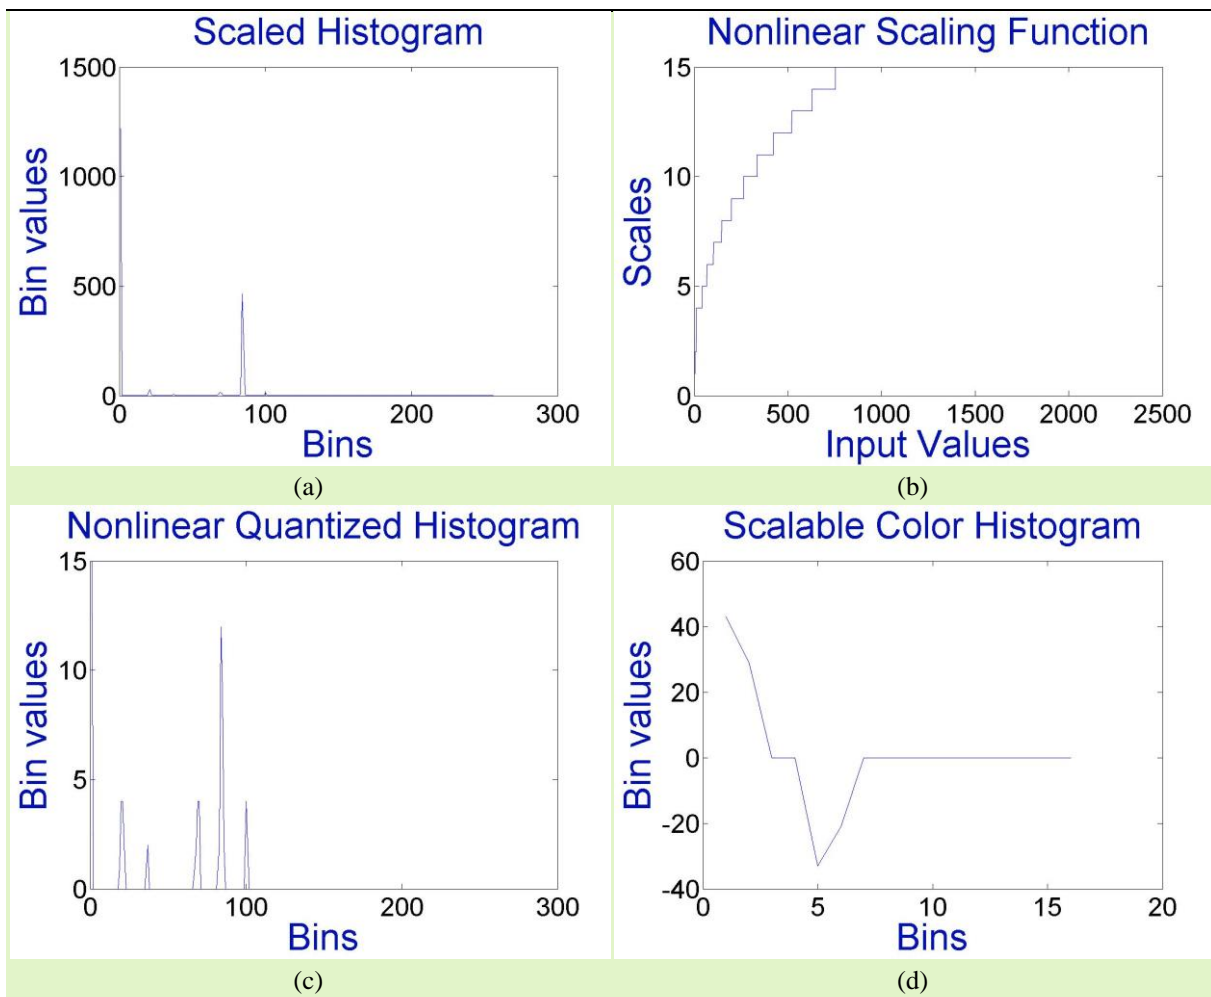 Scaled Histogram
1500
1000
500
0
Bin values
0 100 200 300
Bins
(a)
Nonlinear Scaling Function
15
10
5
0
Scales
0 500 1000 1500 2000 2500
Input Values
(b)
Nonlinear Quantized Histogram
15
10
5
0
Bin values
0 100 200 300
Bins
(c)
Scalable Color Histogram
60
40
20
0
-20
-40
Bin values
0 5 10 15 20
Bins
(d)